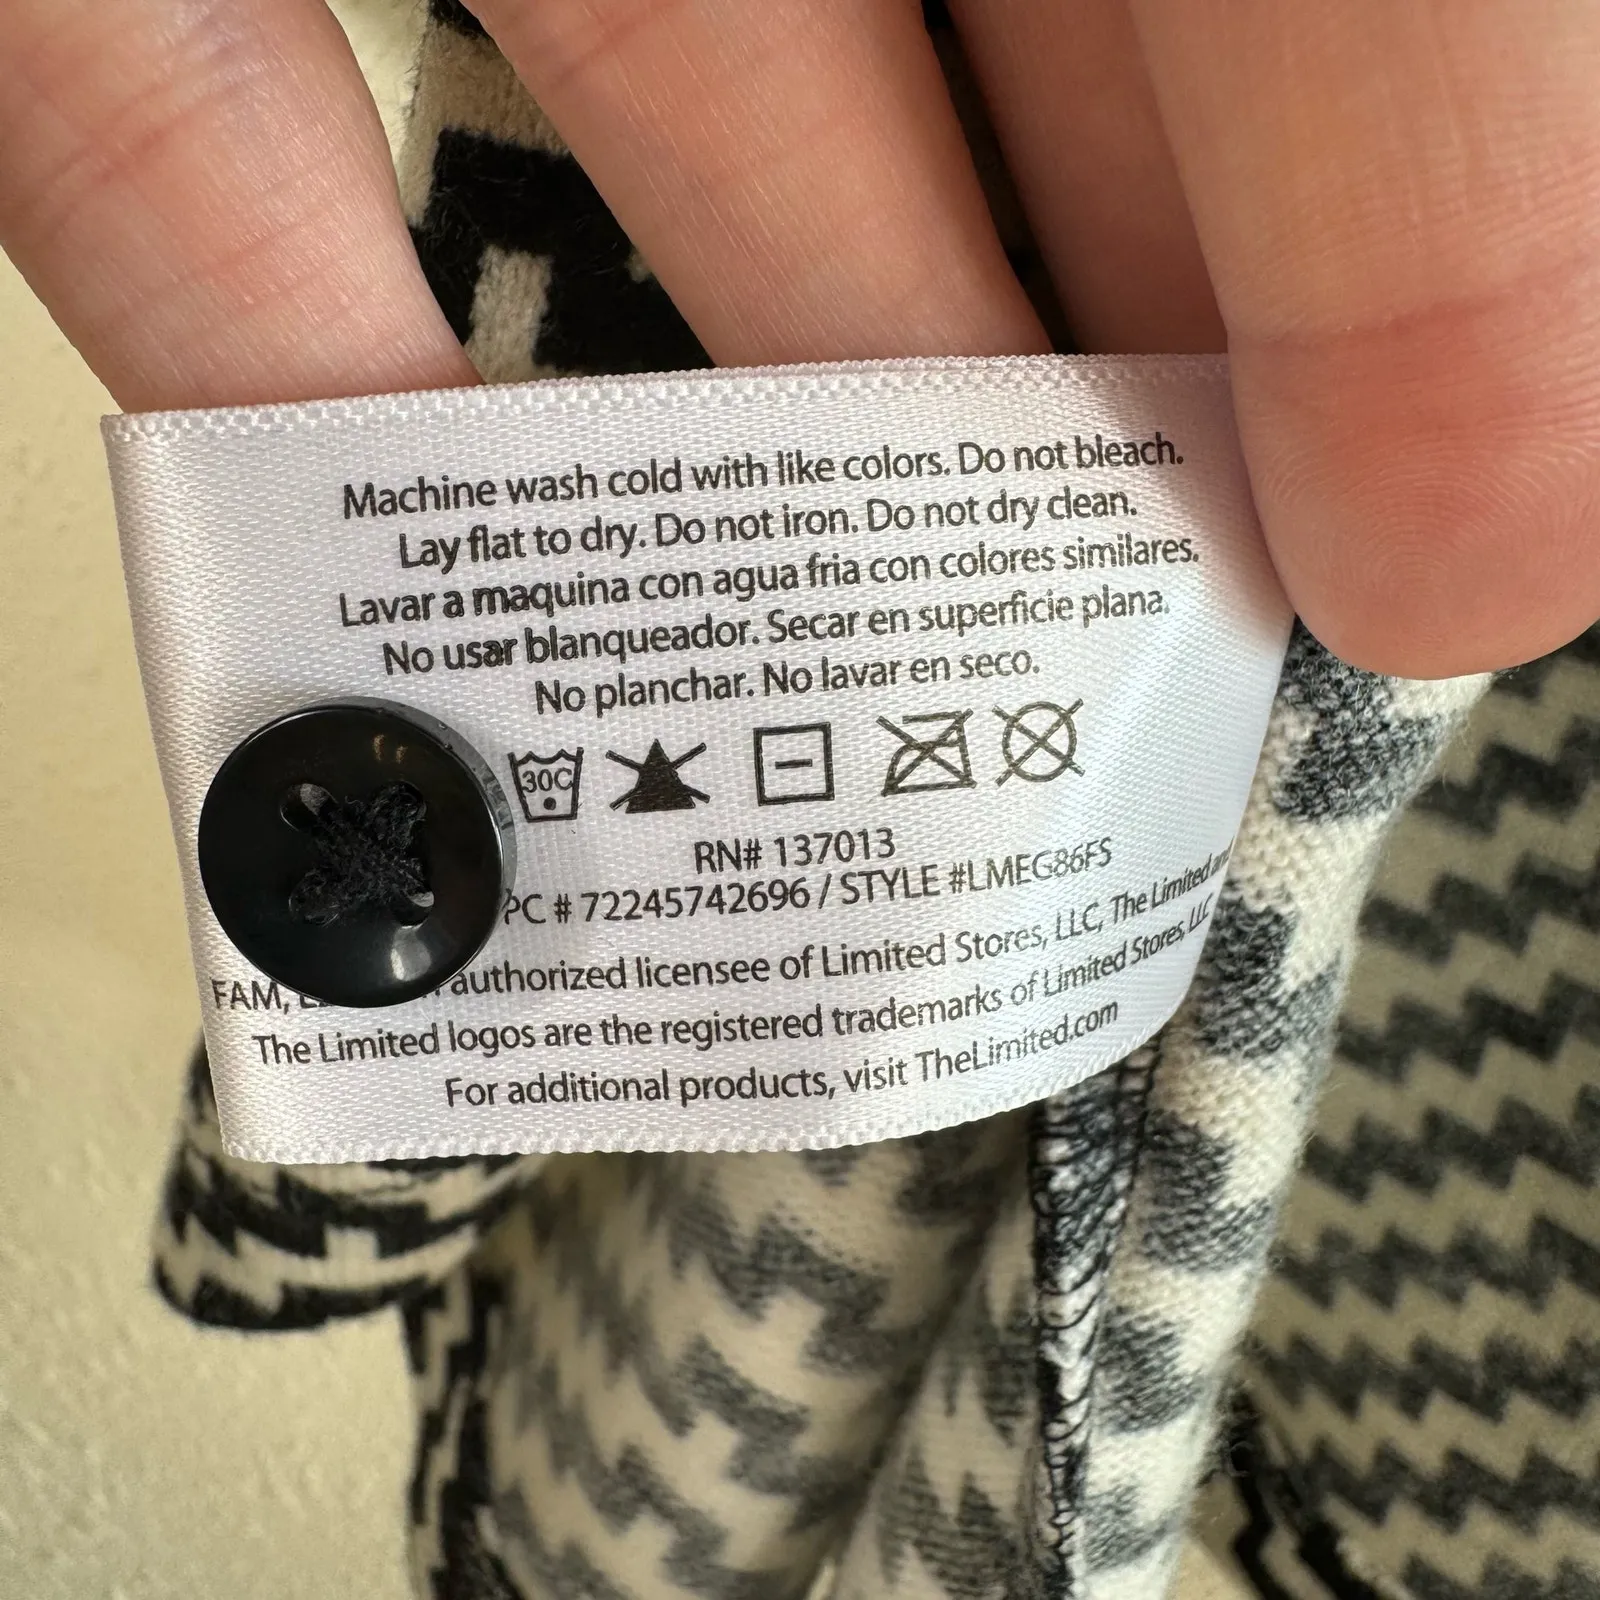 Machine wash cold with like colors. Do not bleach.
Lay flat to dry. Do not iron. Do not dry clean.
Lavar a maquina con agua fria con colores similares.
No usar blanqueador. Secar en superficie plana.
No planchar. No lavar en seco.
30C
RN# 137013
PC # 72245742696 / STYLE #LMEG86FS
FAM, authorized licensee of Limited Stores, LLC, The Limited and
The Limited logos are the registered trademarks of Limited Stores, LLC
For additional products, visit TheLimited.com